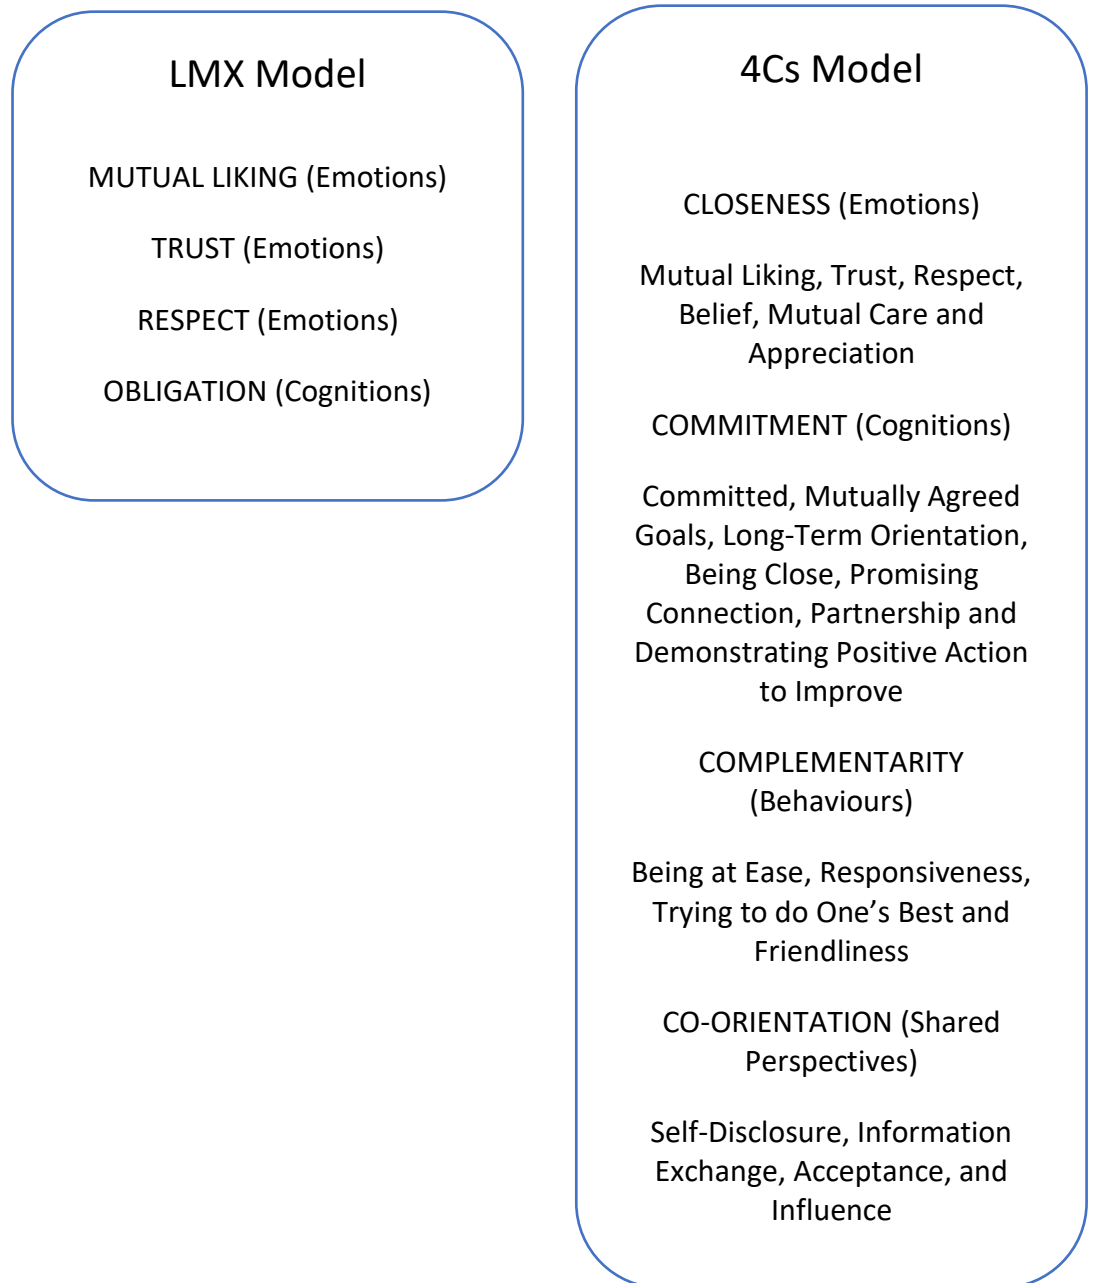 LMX Model
MUTUAL LIKING (Emotions)
TRUST (Emotions)
RESPECT (Emotions)
OBLIGATION (Cognitions)
4Cs Model
CLOSENESS (Emotions)
Mutual Liking, Trust, Respect,
Belief, Mutual Care and
Appreciation
COMMITMENT (Cognitions)
Committed, Mutually Agreed
Goals, Long-Term Orientation,
Being Close, Promising
Connection, Partnership and
Demonstrating Positive Action
to Improve
COMPLEMENTARITY
(Behaviours)
Being at Ease, Responsiveness,
Trying to do One’s Best and
Friendliness
CO-ORIENTATION (Shared
Perspectives)
Self-Disclosure, Information
Exchange, Acceptance, and
Influence